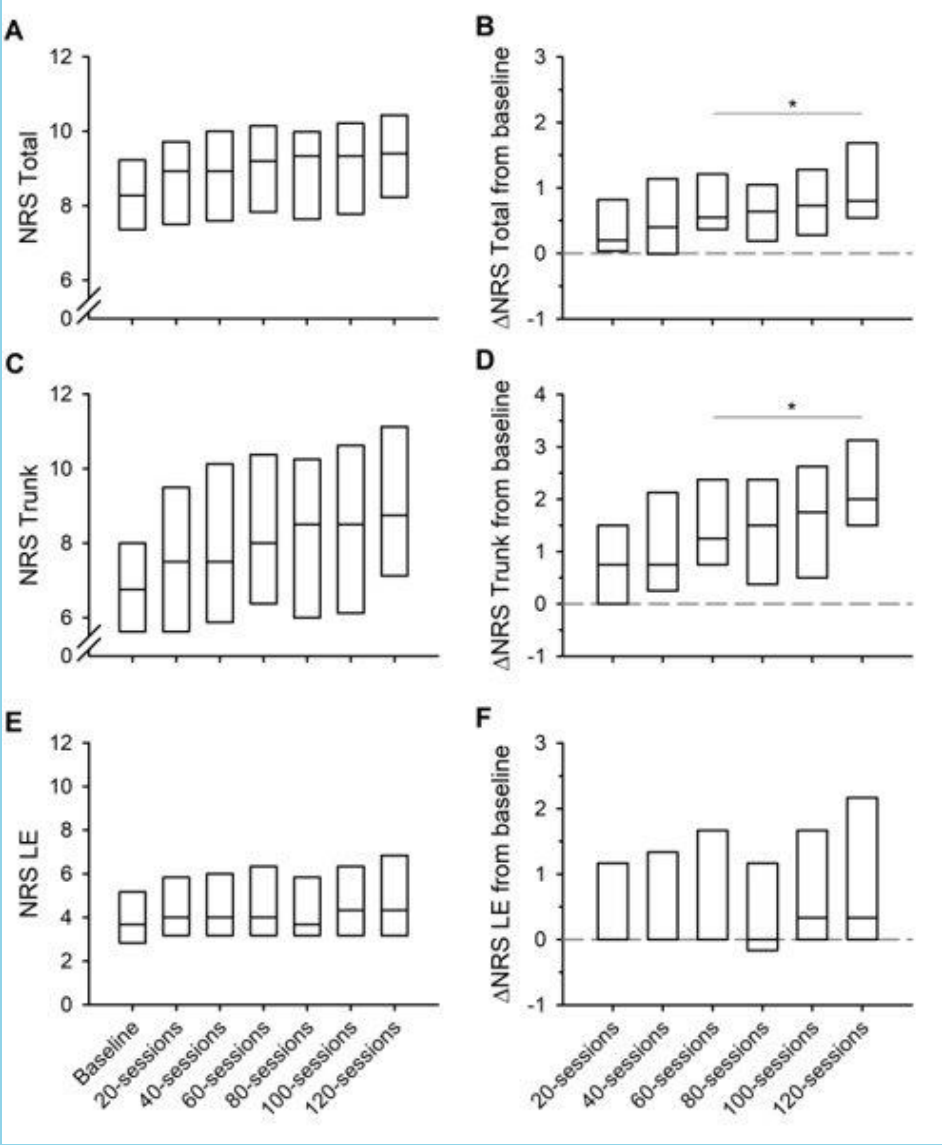 A
NRS Total
12
10
8
6
0
B
ΔNRS Total from baseline
3
2
1
0
-1
*
C
NRS Trunk
12
10
8
6
0
D
ΔNRS Trunk from baseline
4
3
2
1
0
-1
*
E
NRS LE
12
10
8
6
4
2
0
Baseline
20-sessions
40-sessions
60-sessions
80-sessions
100-sessions
120-sessions
F
ΔNRS LE from baseline
3
2
1
0
-1
20-sessions
40-sessions
60-sessions
80-sessions
100-sessions
120-sessions